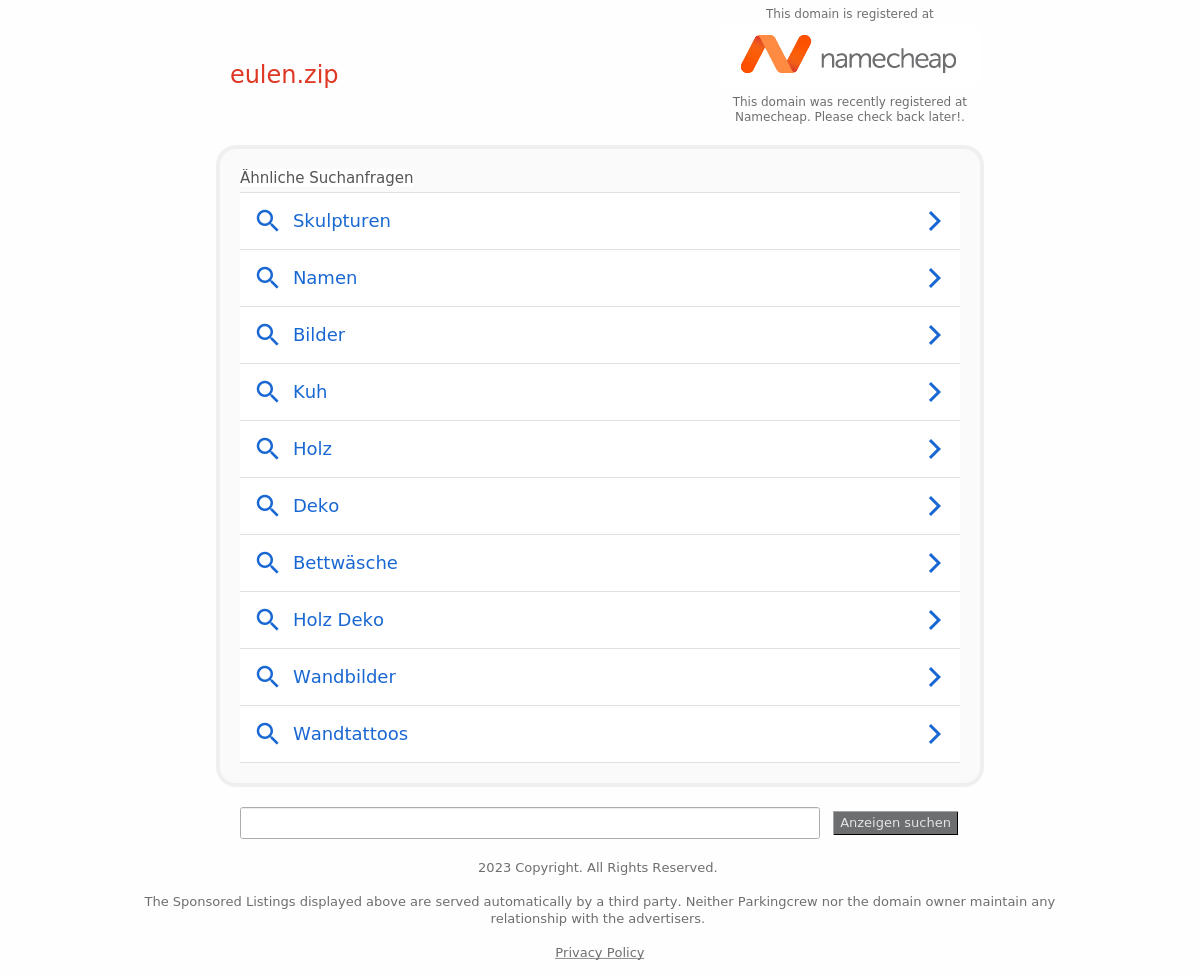 This domain is registered at
namecheap
eulen.zip
This domain was recently registered at
Namecheap. Please check back later!.
Ähnliche Suchanfragen
Skulpturen
Namen
Bilder
Kuh
Holz
Deko
Bettwäsche
Holz Deko
Wandbilder
Wandtattoos
Anzeigen suchen
2023 Copyright. All Rights Reserved.
The Sponsored Listings displayed above are served automatically by a third party. Neither Parkingcrew nor the domain owner maintain any
relationship with the advertisers.
Privacy Policy